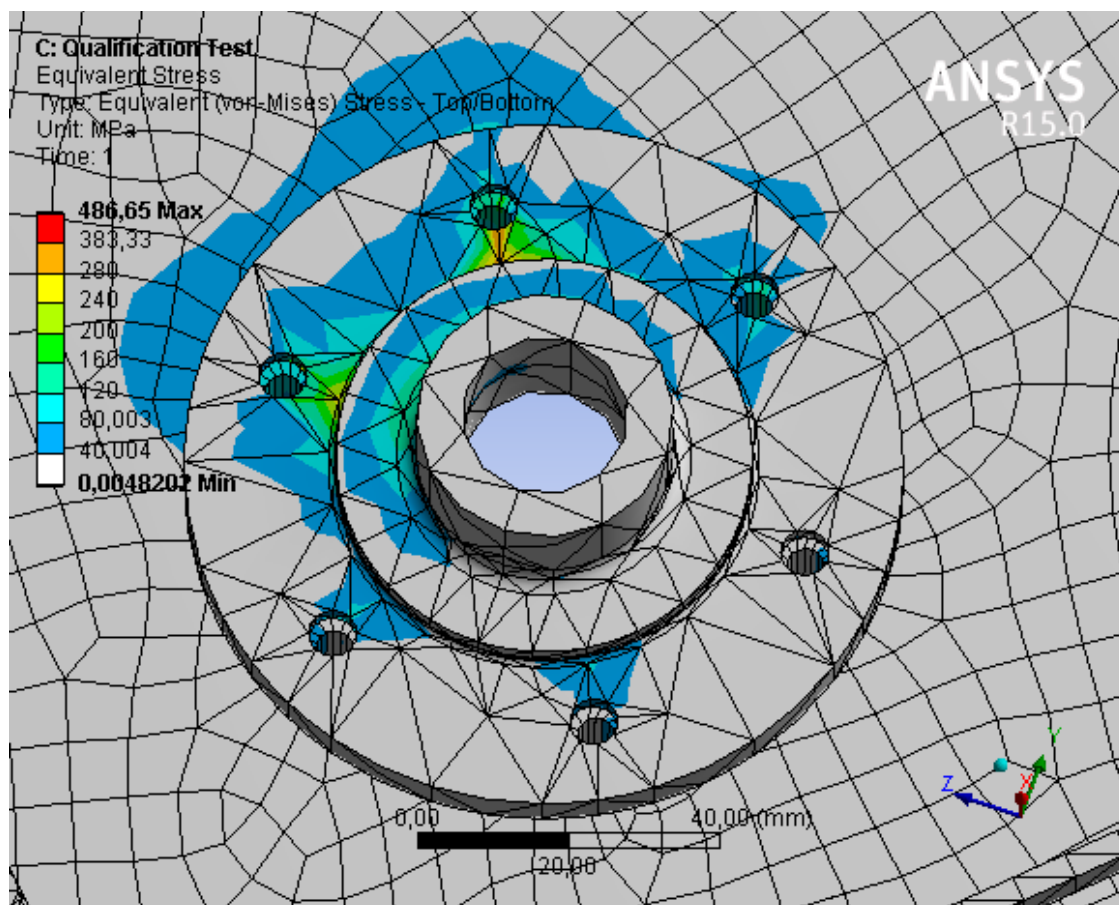 C: Qualification Test
Equivalent Stress
Type: Equivalent (von-Mises) Stress - Top/Bottom
Unit: MPa
Time: 1
ANSYS
R15.0
486,65 Max
383,33
280
240
200
160
120
80,003
40,004
0,0048202 Min
0,00
40,00 (mm)
20,00
Y
Z
X